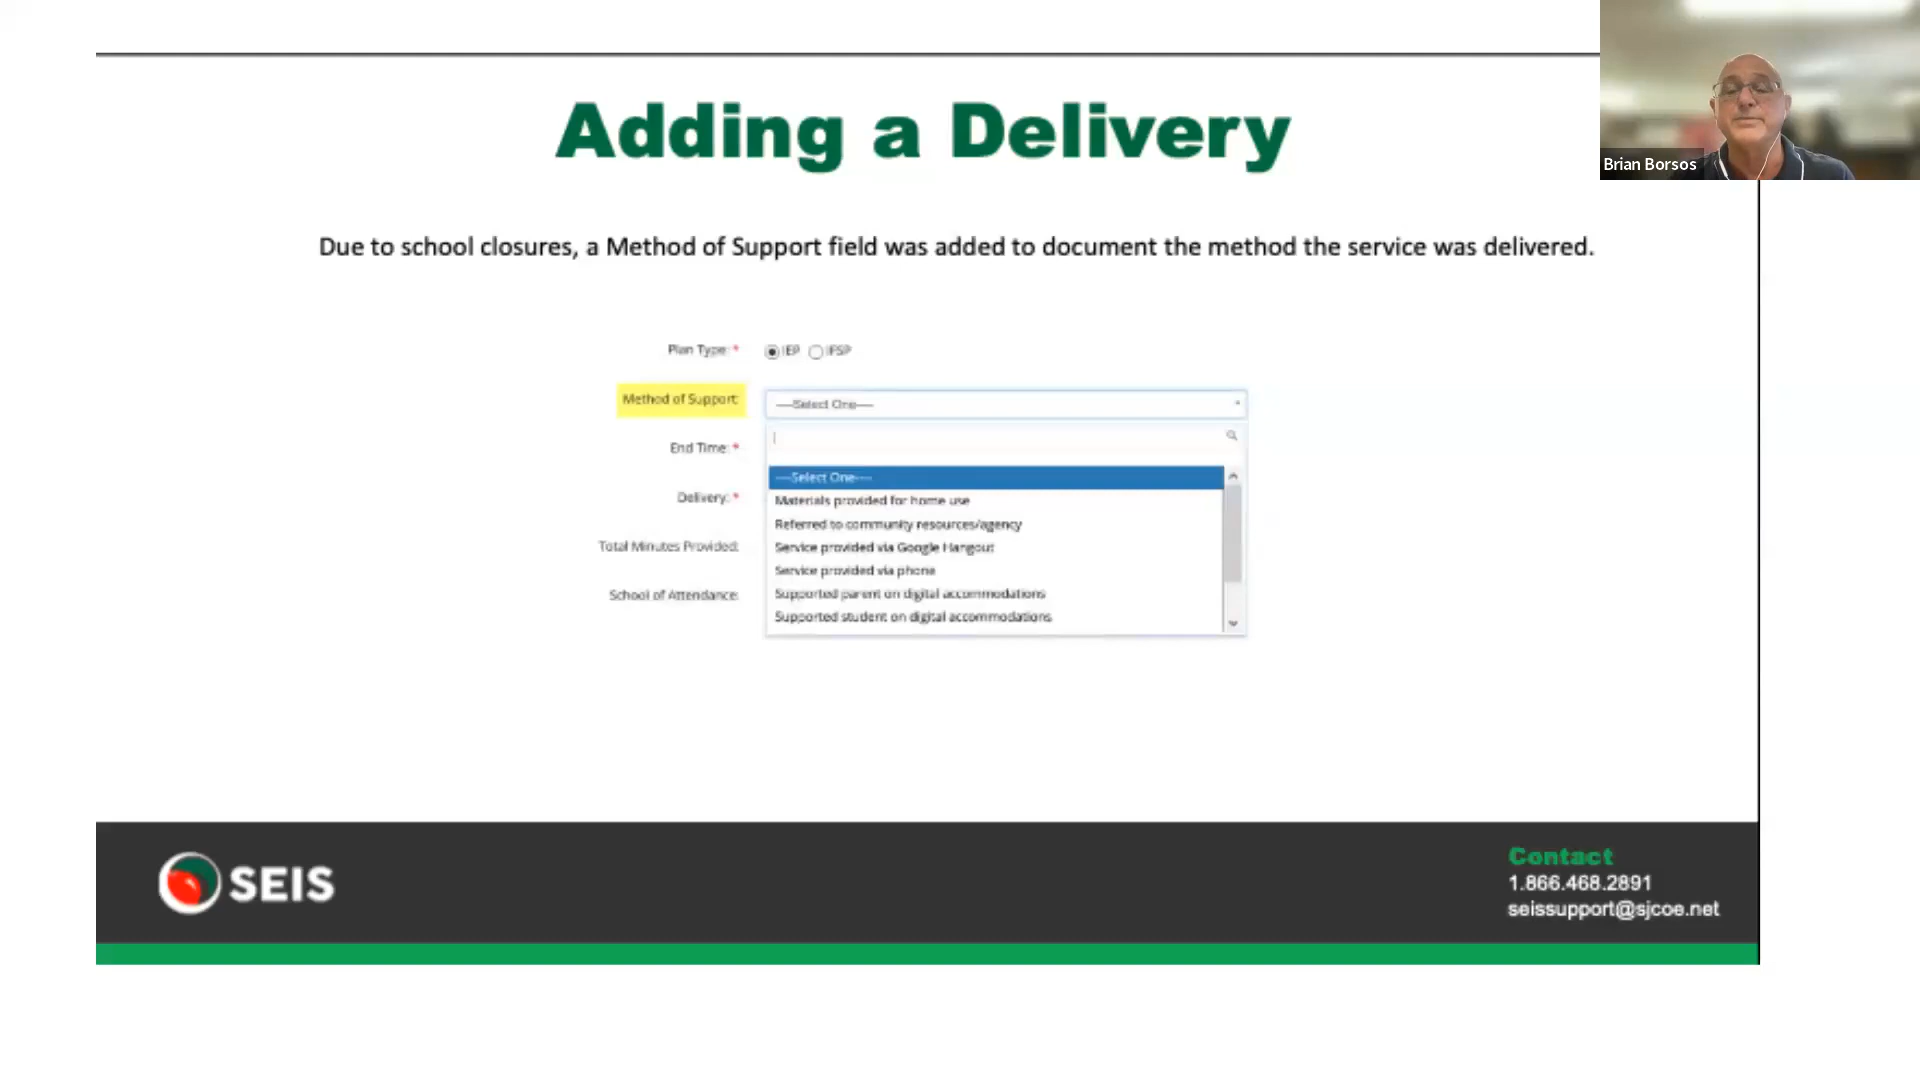 Adding a Delivery
Brian Borsos
Due to school closures, a Method of Support field was added to document the method the service was delivered.
Plan Type: * IEP IFSP
Method of Support: ----Select One----
End Time: *
----Select One----
Delivery: *
Materials provided for home use
Referred to community resources/agency
Total Minutes Provided:
Service provided via Google Hangout
Service provided via phone
School of Attendance:
Supported parent on digital accommodations
Supported student on digital accommodations
SEIS
Contact
1.866.468.2891
seissupport@sjcoe.net